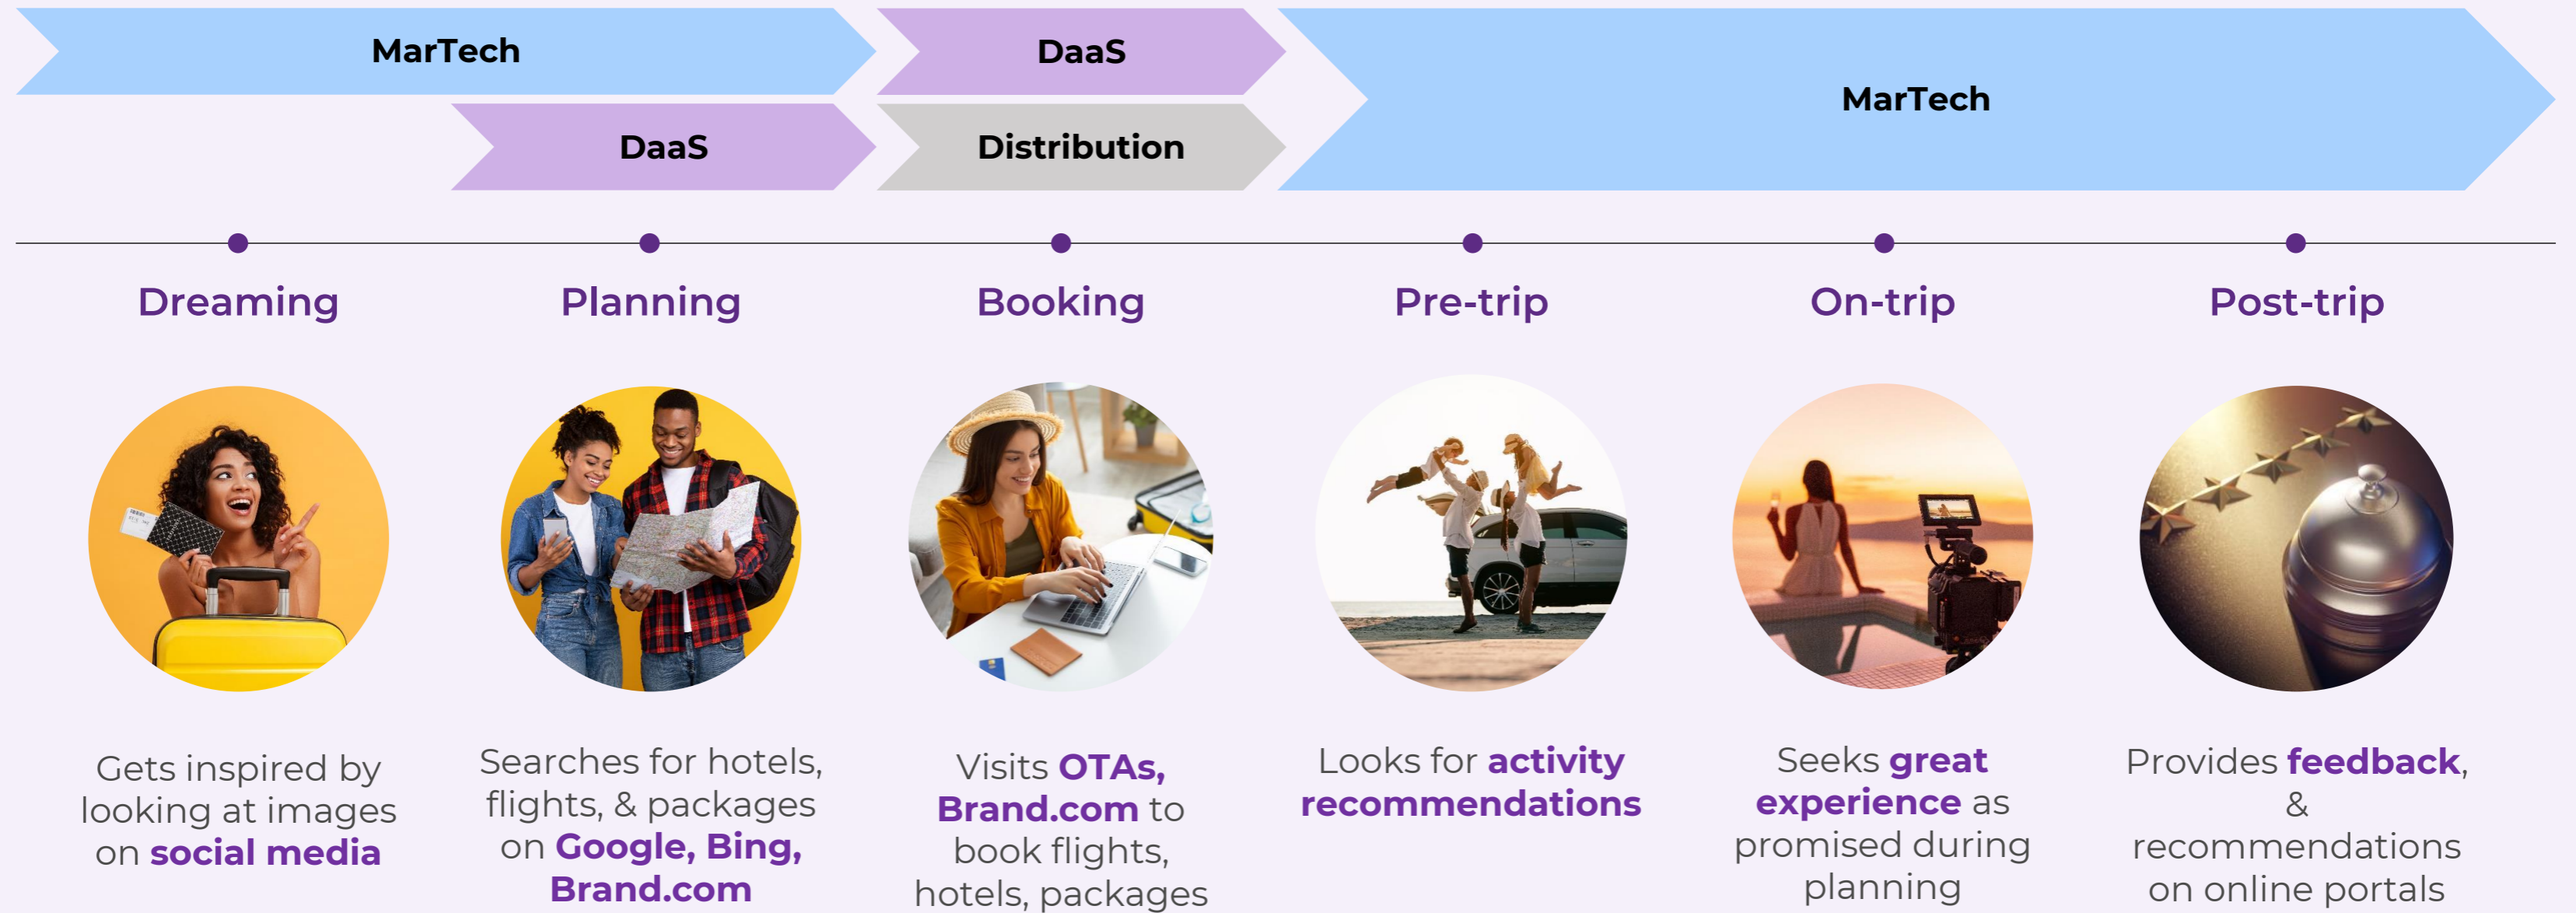 MarTech
DaaS
MarTech
DaaS
Distribution
Dreaming
Planning
Booking
Pre-trip
On-trip
Post-trip
Gets inspired by
looking at images
on social media
Searches for hotels,
flights, & packages
on Google, Bing,
Brand.com
Visits OTAs,
Brand.com to
book flights,
hotels, packages
Looks for activity
recommendations
Seeks great
experience as
promised during
planning
Provides feedback,
&
recommendations
on online portals